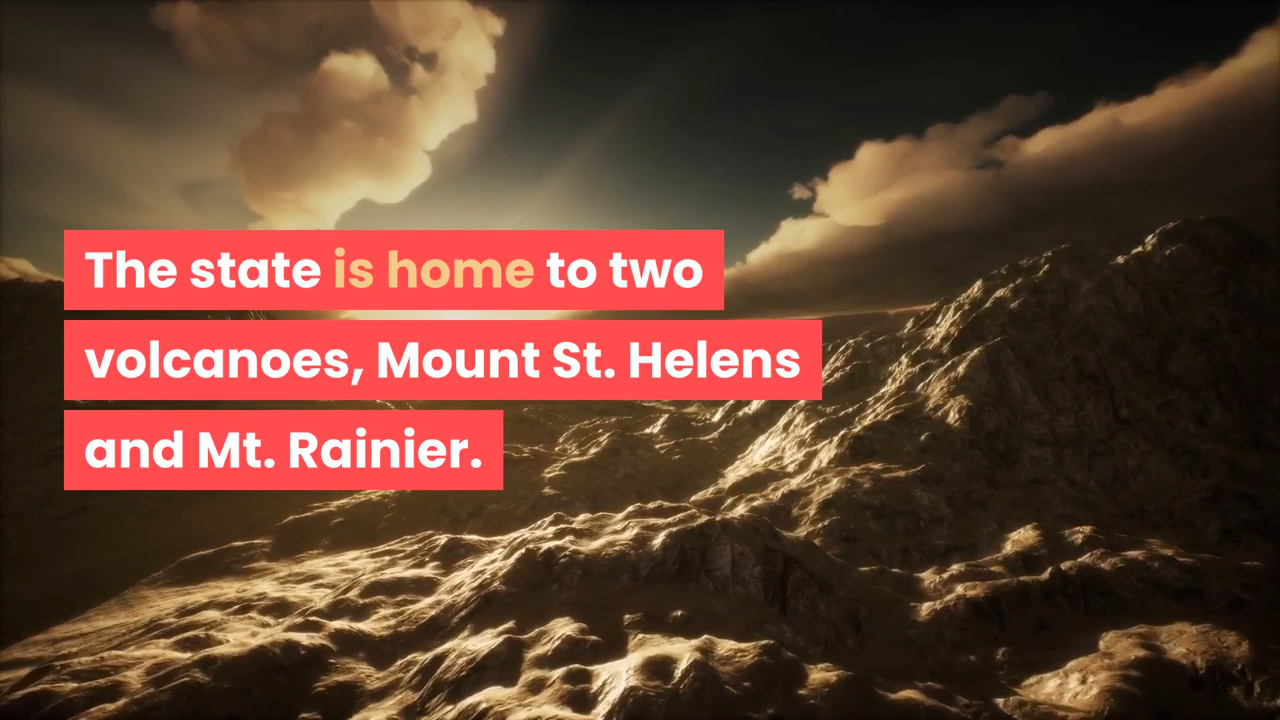 The state is home to two
volcanoes, Mount St. Helens
and Mt. Rainier.